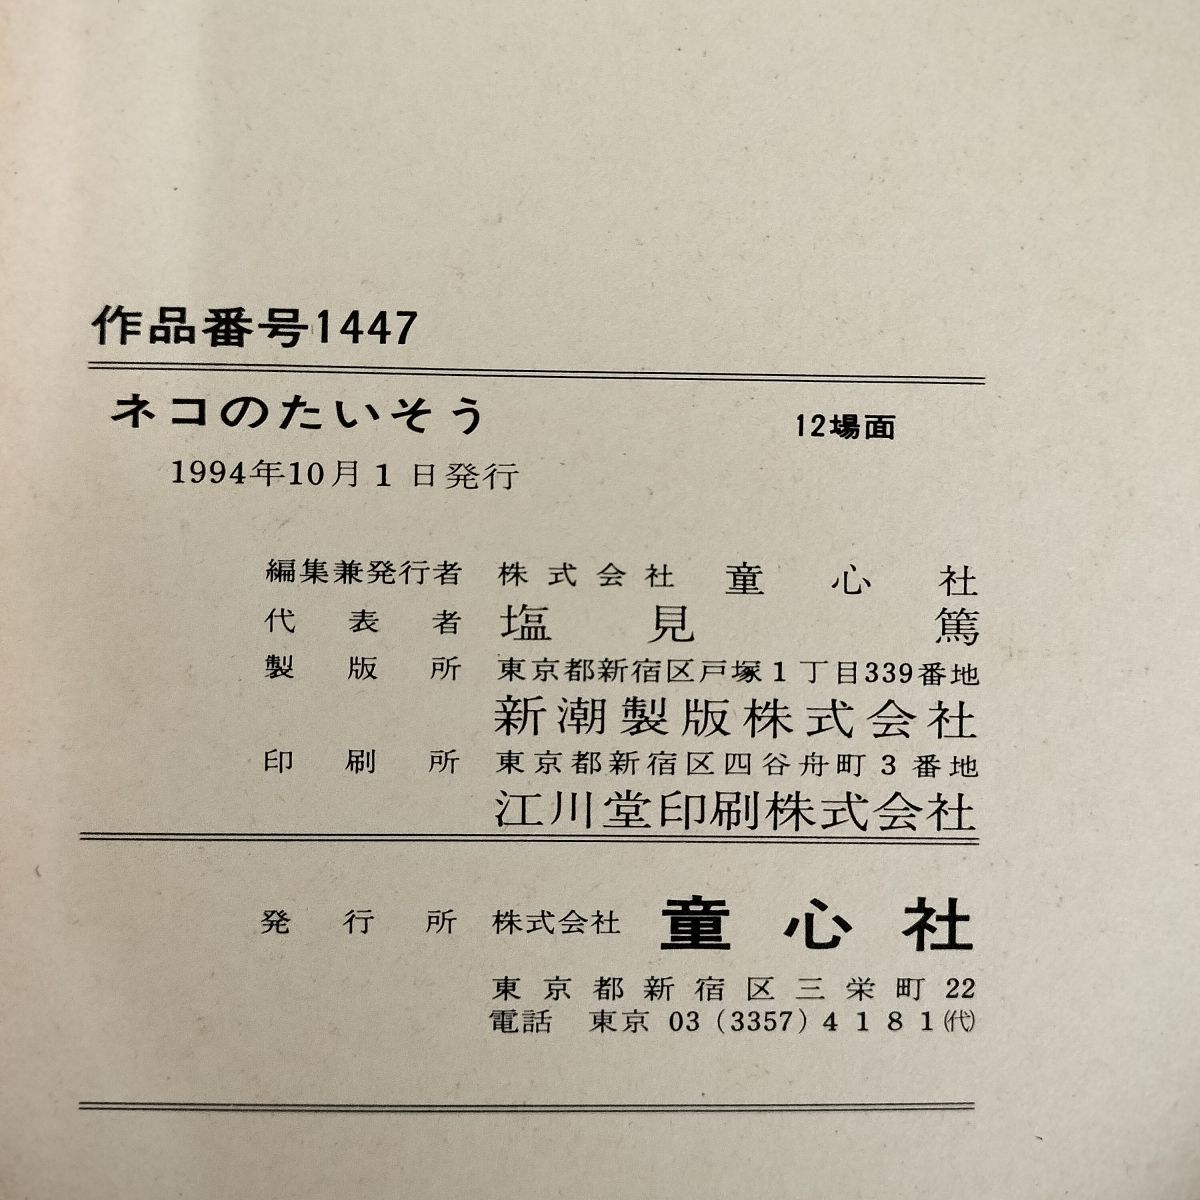 作品番号1447
ネコのたいそう 12場面
1994年10月1日発行
編集兼発行者 株式会社 童心社
代表者 塩見篤
製版所 東京都新宿区戸塚1丁目339番地
新潮製版株式会社
印刷所 東京都新宿区四谷舟町3番地
江川堂印刷株式会社
発行所 株式会社 童心社
東京都新宿区三栄町22
電話 東京 03(3357)4181㈹